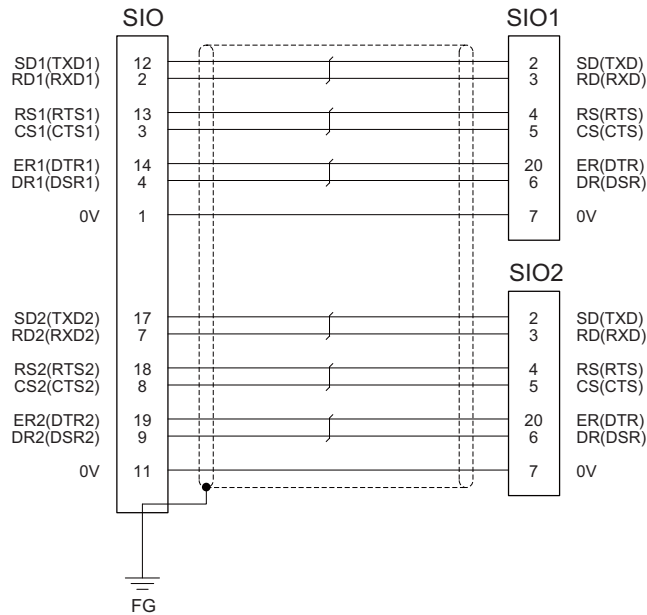 SIO SIO1
SD1(TXD1) 12 2 SD(TXD)
RD1(RXD1) 2 3 RD(RXD)
RS1(RTS1) 13 4 RS(RTS)
CS1(CTS1) 3 5 CS(CTS)
ER1(DTR1) 14 20 ER(DTR)
DR1(DSR1) 4 6 DR(DSR)
0V 1 7 0V
SIO2
SD2(TXD2) 17 2 SD(TXD)
RD2(RXD2) 7 3 RD(RXD)
RS2(RTS2) 18 4 RS(RTS)
CS2(CTS2) 8 5 CS(CTS)
ER2(DTR2) 19 20 ER(DTR)
DR2(DSR2) 9 6 DR(DSR)
0V 11 7 0V
FG